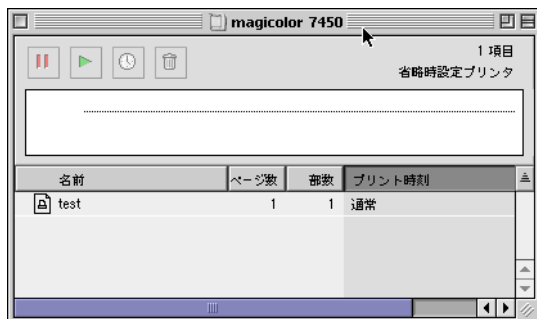 magicolor 7450
1 項目
省略時設定プリンタ
名前 ページ数 部数 プリント時刻
test 1 1 通常